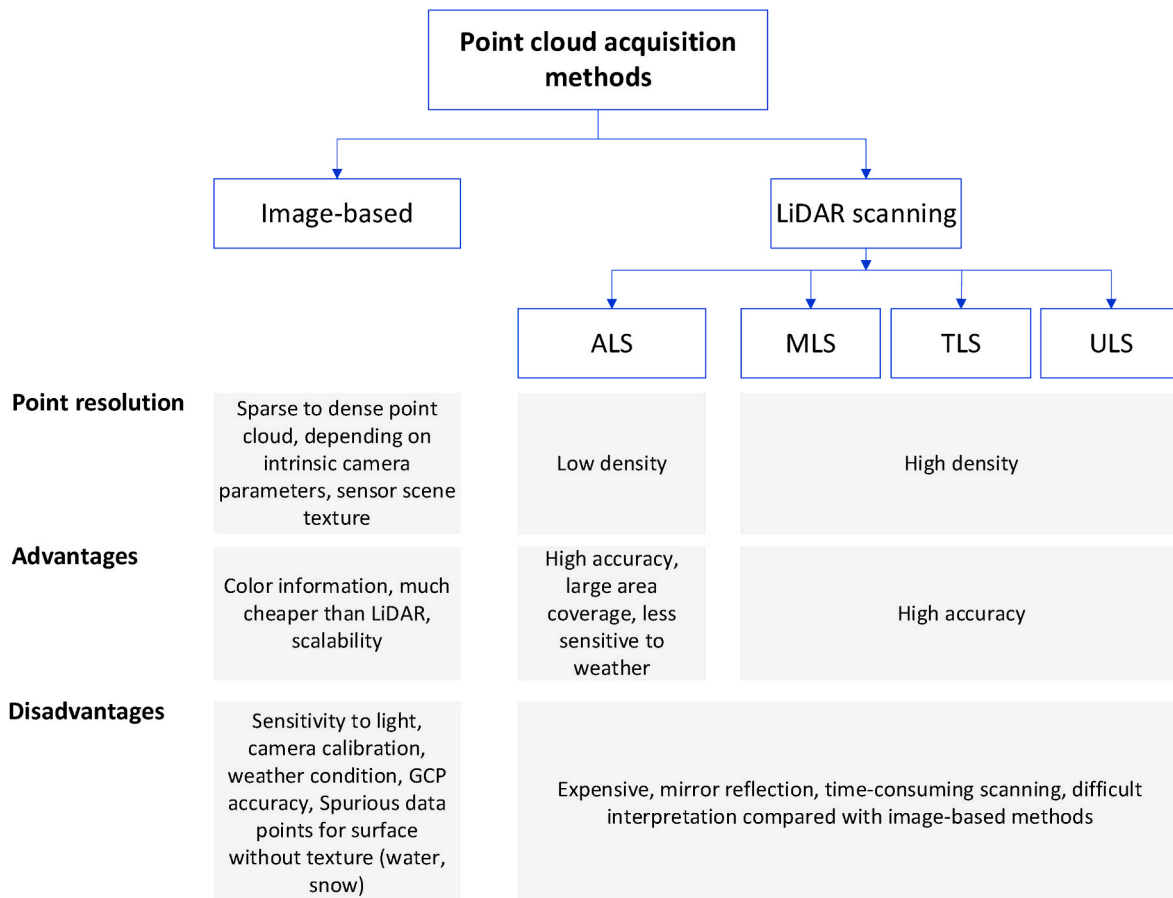 Point cloud acquisition
methods
Image-based
LiDAR scanning
ALS
MLS
TLS
ULS
Point resolution
Sparse to dense point
cloud, depending on
intrinsic camera
parameters, sensor scene
texture
Low density
High density
Advantages
Color information, much
cheaper than LiDAR,
scalability
High accuracy,
large area
coverage, less
sensitive to
weather
High accuracy
Disadvantages
Sensitivity to light,
camera calibration,
weather condition, GCP
accuracy, Spurious data
points for surface
without texture (water,
snow)
Expensive, mirror reflection, time-consuming scanning, difficult
interpretation compared with image-based methods